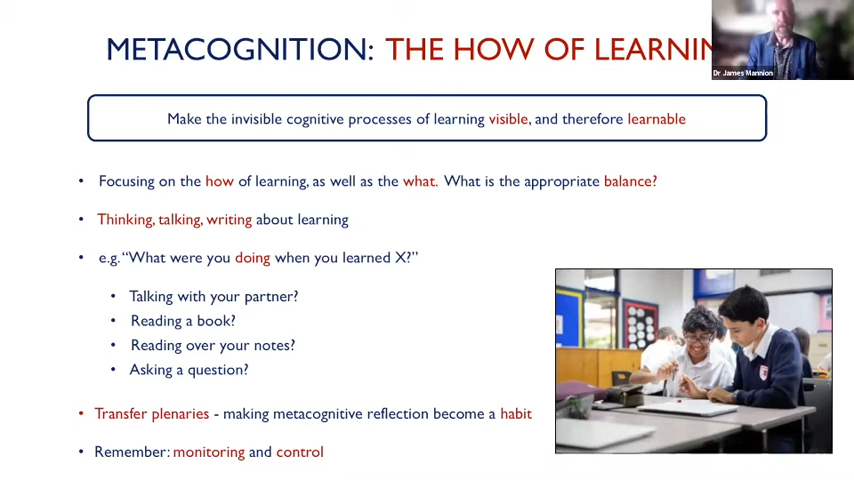 METACOGNITION: THE HOW OF LEARNIN
Dr James Mannion
Make the invisible cognitive processes of learning visible, and therefore learnable
• Focusing on the how of learning, as well as the what. What is the appropriate balance?
• Thinking, talking, writing about learning
• e.g. “What were you doing when you learned X?”
• Talking with your partner?
• Reading a book?
• Reading over your notes?
• Asking a question?
• Transfer plenaries - making metacognitive reflection become a habit
• Remember: monitoring and control